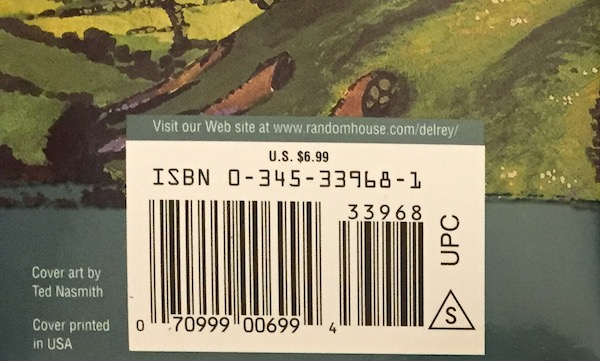 Visit our Web site at www.randomhouse.com/delrey/
U.S. $6.99
ISBN 0-345-33968-1
33968
UPC
S
0 70999 00699 4
Cover art by
Ted Nasmith
Cover printed
in USA